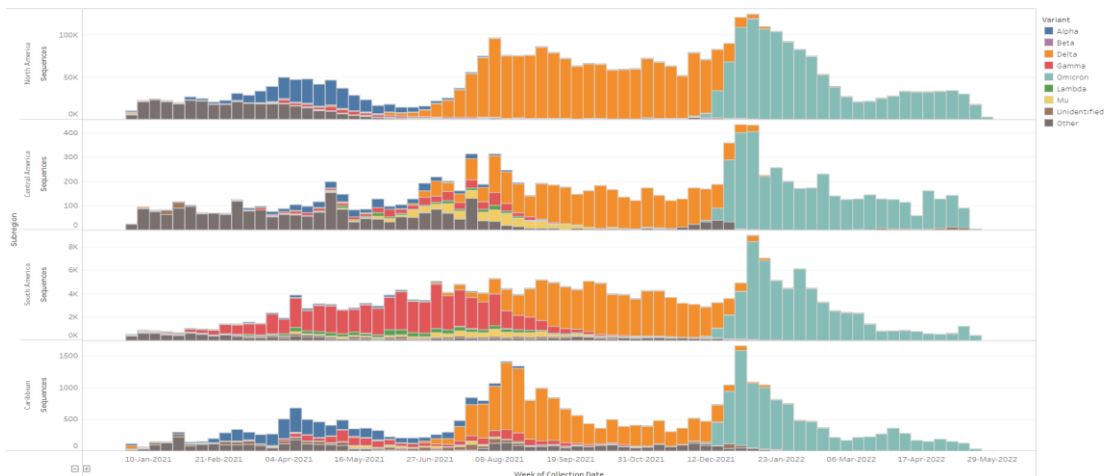 Variant
Alpha
Beta
Delta
Gamma
Omicron
Lambda
Mu
Unidentified
Other
Subregion
North America
Sequences
100K
50K
0K
Central America
Sequences
400
300
200
100
0
South America
Sequences
8K
6K
4K
2K
0K
Caribbean
Sequences
1500
1000
500
0
10-Jan-2021 21-Feb-2021 04-Apr-2021 16-May-2021 27-Jun-2021 08-Aug-2021 19-Sep-2021 31-Oct-2021 12-Dec-2021 23-Jan-2022 06-Mar-2022 17-Apr-2022 29-May-2022
Week of Collection Date